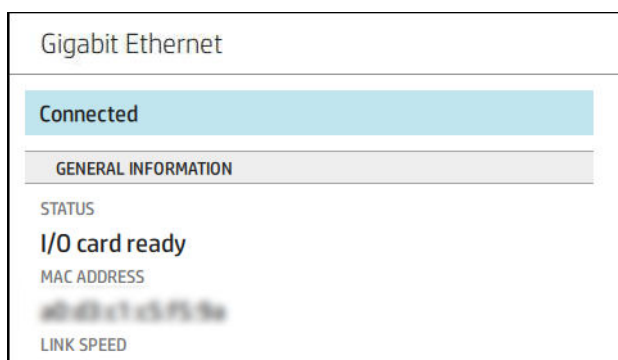 Gigabit Ethernet
Connected
GENERAL INFORMATION
STATUS
I/O card ready
MAC ADDRESS
LINK SPEED